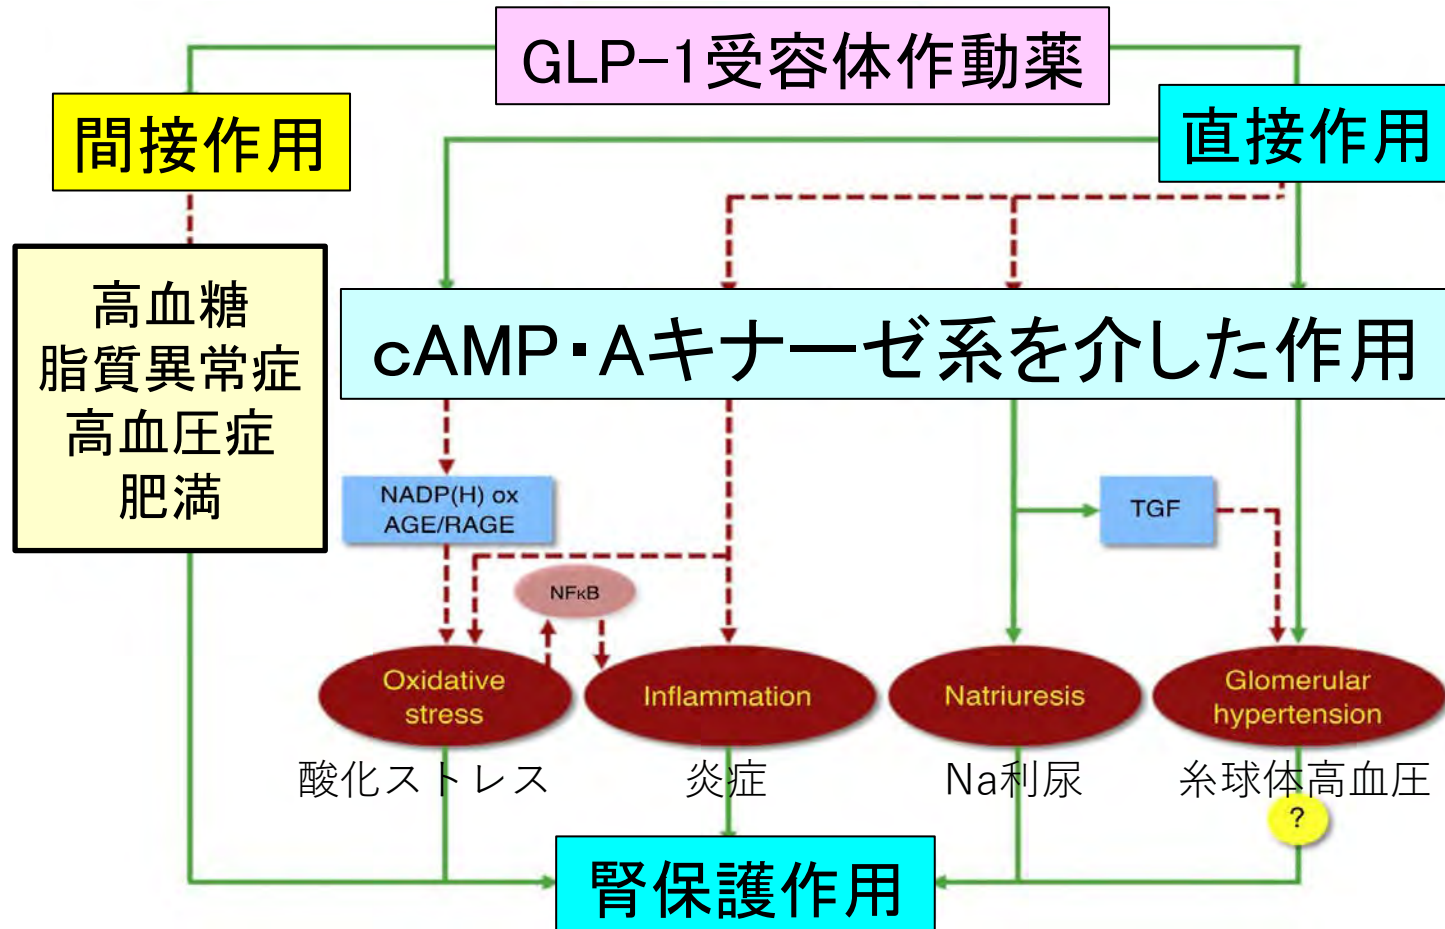 GLP-1受容体作動薬
間接作用
直接作用
高血糖
脂質異常症
高血圧症
肥満
cAMP・Aキナーゼ系を介した作用
NADP(H) ox
AGE/RAGE
TGF
NFκB
Oxidative
stress
Inflammation
Natriuresis
Glomerular
hypertension
酸化ストレス
炎症
Na利尿
糸球体高血圧
?
腎保護作用